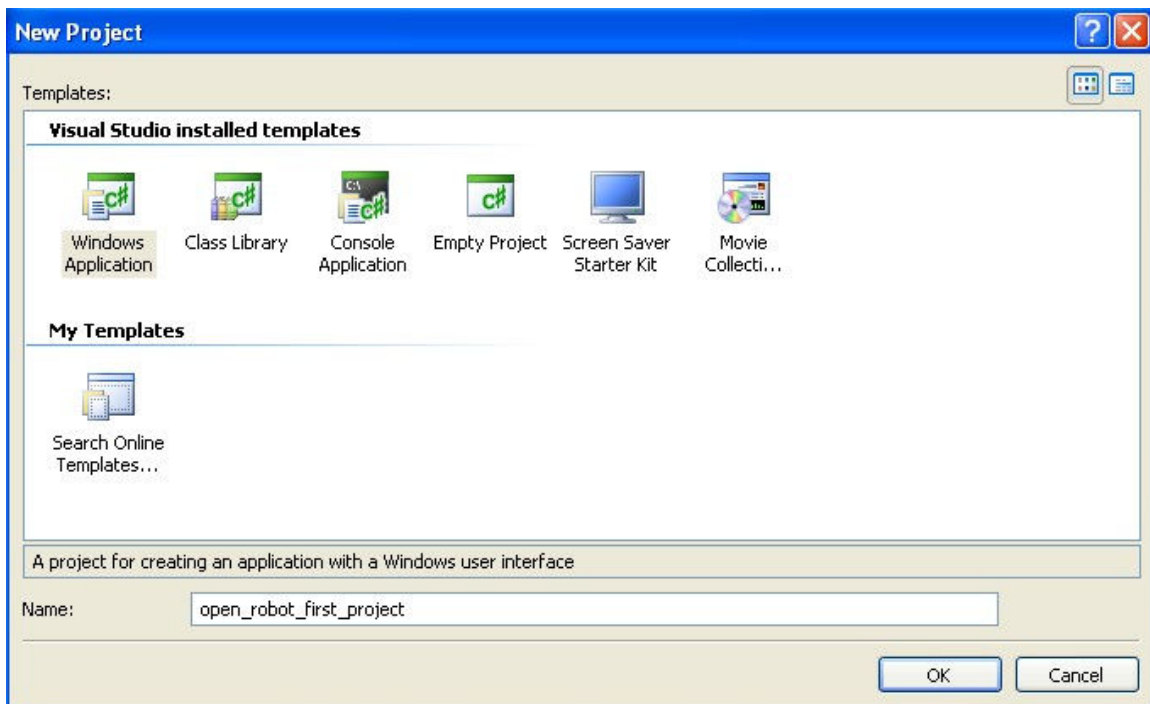 New Project
Templates:
Visual Studio installed templates
Windows Application
Class Library
Console Application
Empty Project
Screen Saver Starter Kit
Movie Collecti...
My Templates
Search Online Templates...
A project for creating an application with a Windows user interface
Name: open_robot_first_project
OK Cancel